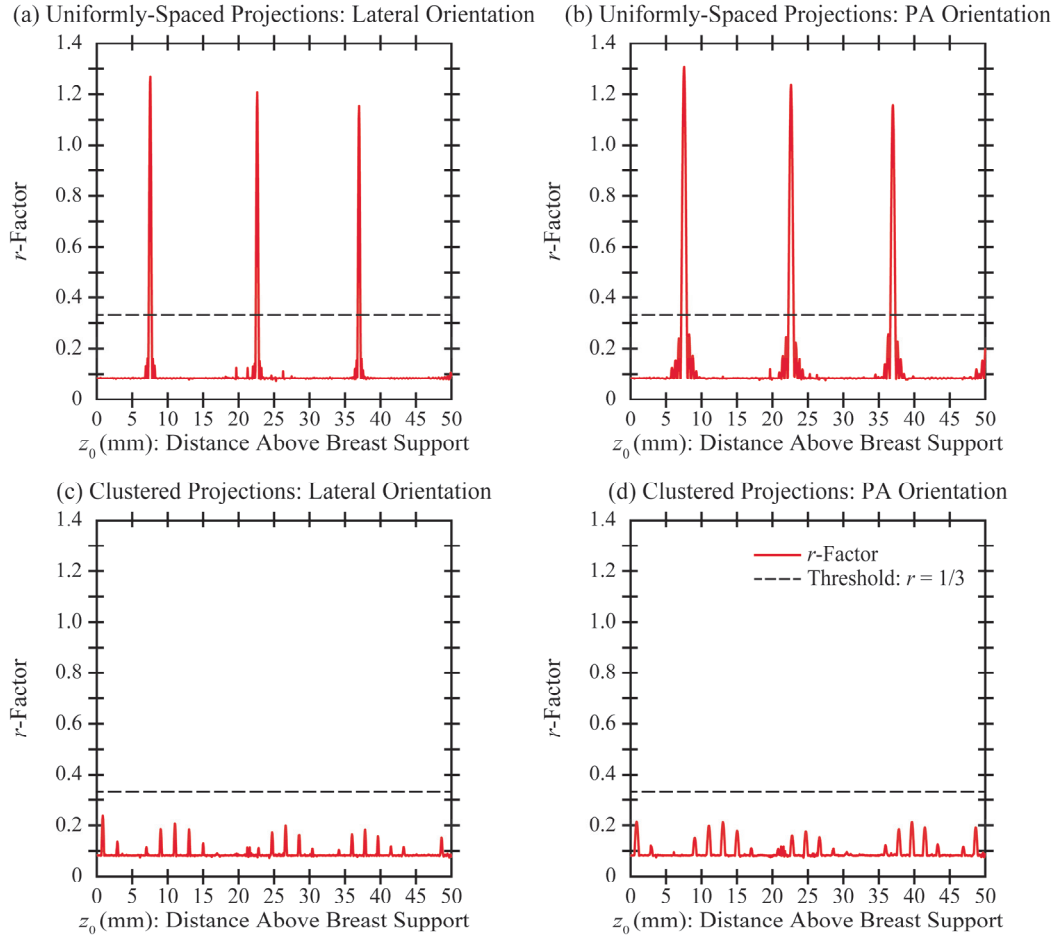 (a) Uniformly-Spaced Projections: Lateral Orientation
1.4
1.2
1.0
0.8
0.6
0.4
0.2
0
r-Factor
0 5 10 15 20 25 30 35 40 45 50
z0 (mm): Distance Above Breast Support
(b) Uniformly-Spaced Projections: PA Orientation
1.4
1.2
1.0
0.8
0.6
0.4
0.2
0
r-Factor
0 5 10 15 20 25 30 35 40 45 50
z0 (mm): Distance Above Breast Support
(c) Clustered Projections: Lateral Orientation
1.4
1.2
1.0
0.8
0.6
0.4
0.2
0
r-Factor
0 5 10 15 20 25 30 35 40 45 50
z0 (mm): Distance Above Breast Support
(d) Clustered Projections: PA Orientation
1.4
1.2
1.0
0.8
0.6
0.4
0.2
0
r-Factor
r-Factor
Threshold: r = 1/3
0 5 10 15 20 25 30 35 40 45 50
z0 (mm): Distance Above Breast Support